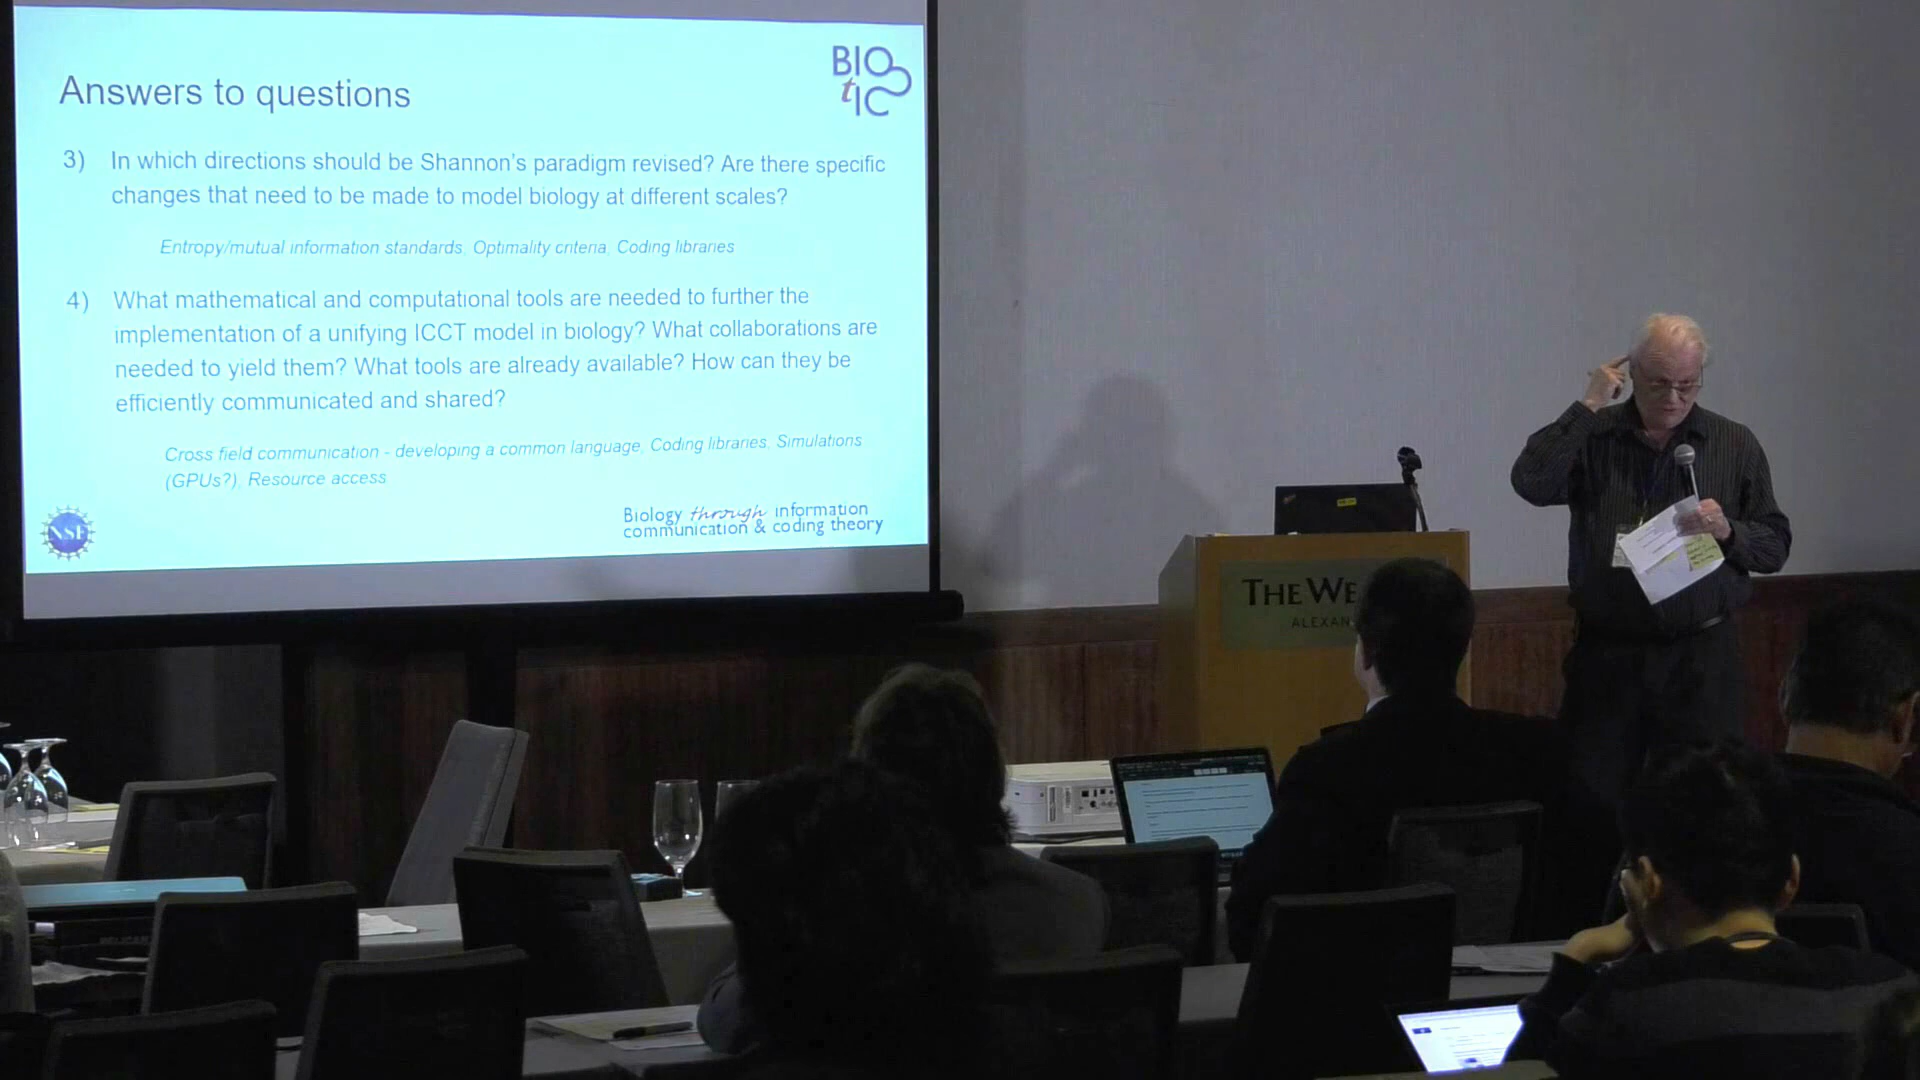 BIO
tIC
Answers to questions
3) In which directions should be Shannon's paradigm revised? Are there specific
changes that need to be made to model biology at different scales?
Entropy/mutual information standards, Optimality criteria, Coding libraries
4) What mathematical and computational tools are needed to further the
implementation of a unifying ICCT model in biology? What collaborations are
needed to yield them? What tools are already available? How can they be
efficiently communicated and shared?
Cross field communication - developing a common language, Coding libraries, Simulations
(GPUs?), Resource access
NSF
Biology through information
communication & coding theory
THE WE
ALEXAN
PELICAN